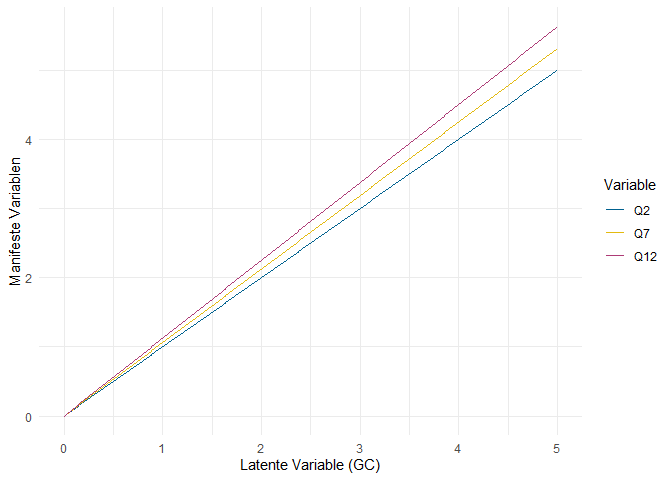 Manifeste Variablen
4
2
0
0 1 2 3 4 5
Latente Variable (GC)
Variable
Q2
Q7
Q12